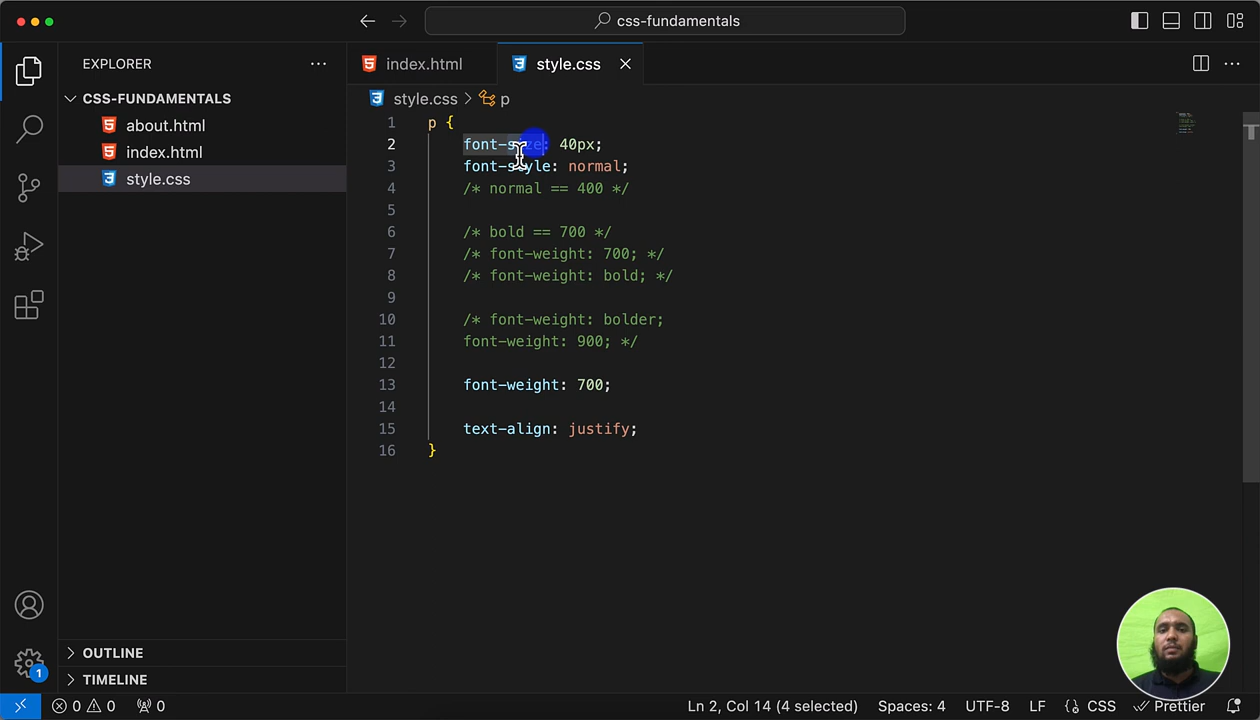 css-fundamentals
EXPLORER
CSS-FUNDAMENTALS
about.html
index.html
style.css
OUTLINE
TIMELINE
index.html
style.css
style.css > p
1 p {
2 font-size: 40px;
3 font-style: normal;
4 /* normal == 400 */
5
6 /* bold == 700 */
7 /* font-weight: 700; */
8 /* font-weight: bold; */
9
10 /* font-weight: bolder;
11 font-weight: 900; */
12
13 font-weight: 700;
14
15 text-align: justify;
16 }
1
0 0 0 Ln 2, Col 14 (4 selected) Spaces: 4 UTF-8 LF {} CSS Prettier